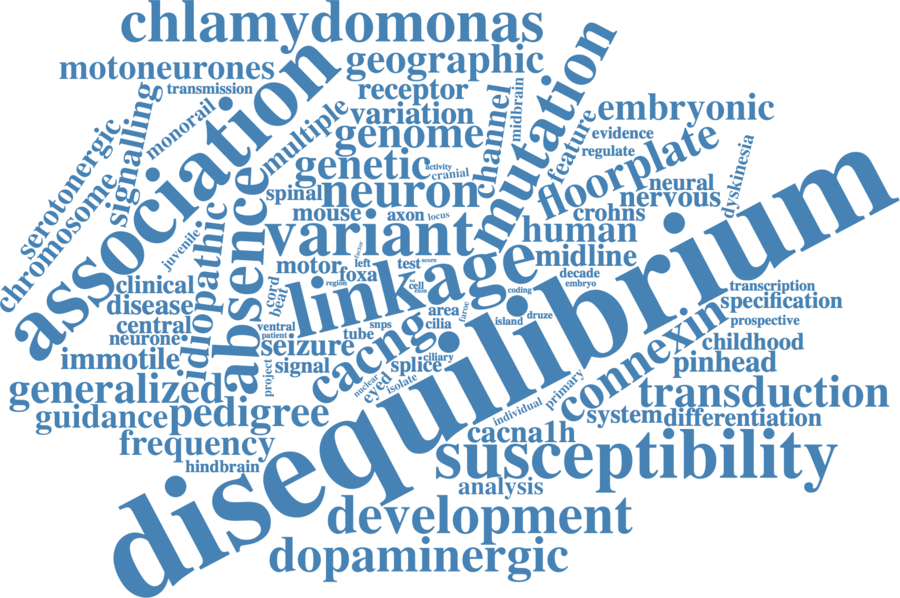 chlamydomonas
motoneurones
geographic
transmission
receptor
variation
monorail
signalling
serotonergic
chromosome
association
multiple
genome
genetic
channel
midbrain
mutation
feature
embryonic
evidence
regulate
floorplate
dyskinesia
activity
cranial
spinal
neuron
neural
nervous
mouse
axon
locus
crohns
human
variant
juvenile
idiopathic
absence
midline
motor
left
factor
region
foxa
test
score
linkage
cell
coding
decade
embryo
disequilibrium
clinical
disease
central
neurone
cord
beat
transcription
specification
prospective
area
cilia
island
druze
ventral
patient
tube
snps
seizure
cacng
connexin
childhood
pinhead
immotile
signal
splice
ciliary
project
nuclear
eyed
isolate
primary
individual
generalized
guidance
pedigree
transduction
system
differentiation
frequency
hindbrain
cacna1h
susceptibility
analysis
development
dopaminergic